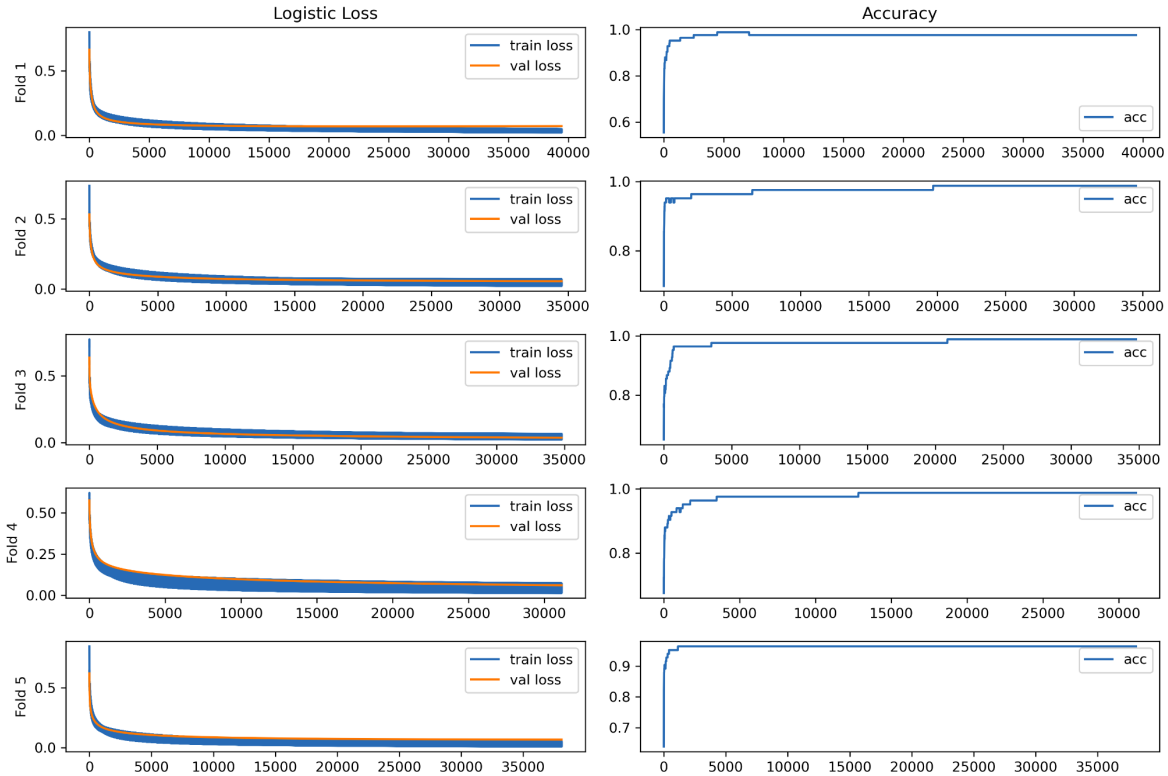 Logistic Loss
Accuracy
Fold 1
0.5
0.0
train loss
val loss
0 5000 10000 15000 20000 25000 30000 35000 40000
1.0
0.8
0.6
acc
0 5000 10000 15000 20000 25000 30000 35000 40000
Fold 2
0.5
0.0
train loss
val loss
0 5000 10000 15000 20000 25000 30000 35000
1.0
0.8
acc
0 5000 10000 15000 20000 25000 30000 35000
Fold 3
0.5
0.0
train loss
val loss
0 5000 10000 15000 20000 25000 30000 35000
1.0
0.8
acc
0 5000 10000 15000 20000 25000 30000 35000
Fold 4
0.50
0.25
0.00
train loss
val loss
0 5000 10000 15000 20000 25000 30000
1.0
0.8
acc
0 5000 10000 15000 20000 25000 30000
Fold 5
0.5
0.0
train loss
val loss
0 5000 10000 15000 20000 25000 30000 35000
0.9
0.8
0.7
acc
0 5000 10000 15000 20000 25000 30000 35000